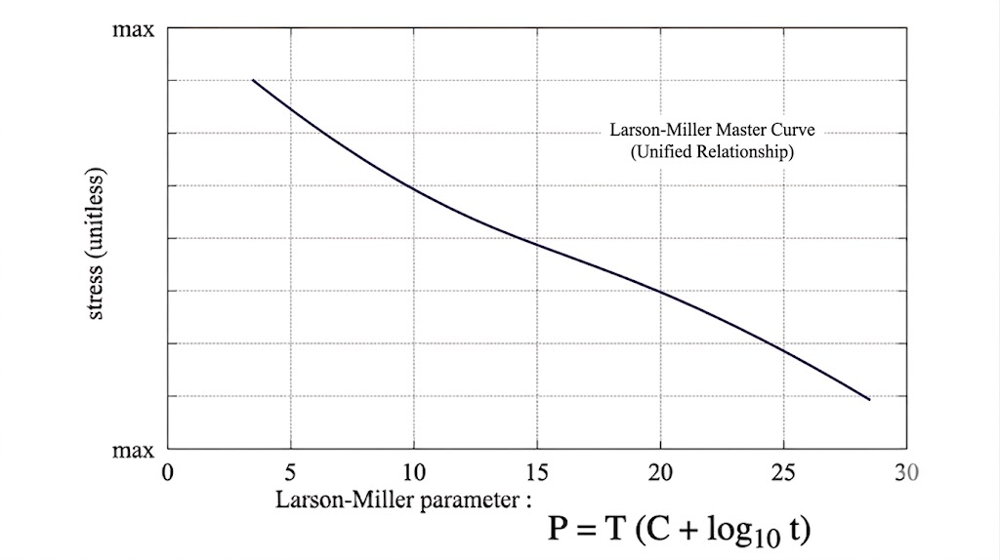 max
Larson-Miller Master Curve
(Unified Relationship)
stress (unitless)
max
0 5 10 15 20 25 30
Larson-Miller parameter :
P = T (C + log10 t)